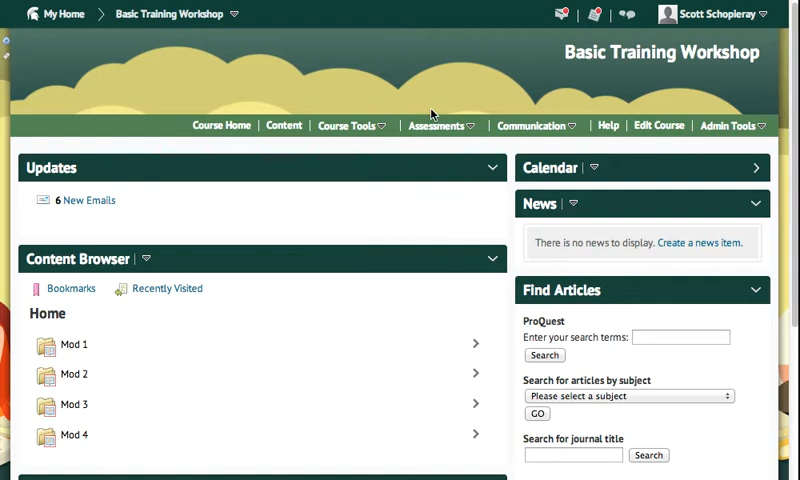 My Home
Basic Training Workshop
Scott Schopieray
Basic Training Workshop
Course Home | Content | Course Tools | Assessments | Communication | Help | Edit Course | Admin Tools
Updates
6 New Emails
Content Browser
Bookmarks
Recently Visited
Home
Mod 1
Mod 2
Mod 3
Mod 4
Calendar
News
There is no news to display. Create a news item.
Find Articles
ProQuest
Enter your search terms:
Search
Search for articles by subject
Please select a subject
GO
Search for journal title
Search